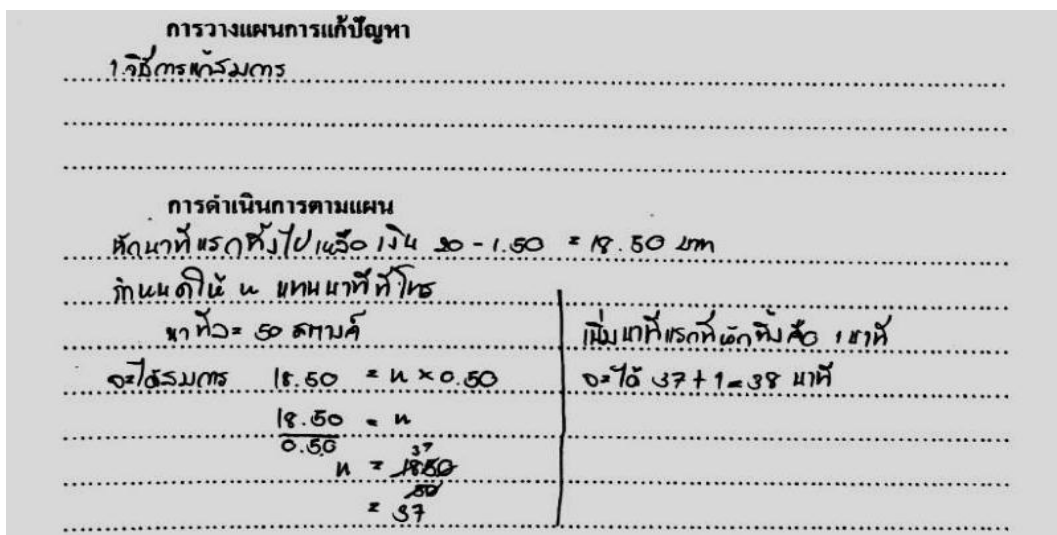 การวางแผนการแก้ปัญหา
1.วิธีการแก้สมการ
การดำเนินการตามแผน
หักนาทีแรกทิ้งไป เหลือเงิน 20 - 1.50 = 18.50 บาท
กำหนดให้ น แทนนาทีที่โทร
นาทีละ 50 สตางค์
จะได้สมการ 18.50 = น × 0.50
18.50 = น
0.50
น = 1850 37
50
= 37
เพิ่มนาทีแรกที่หักทิ้งคือ 1 นาที
จะได้ 37 + 1 = 38 นาที